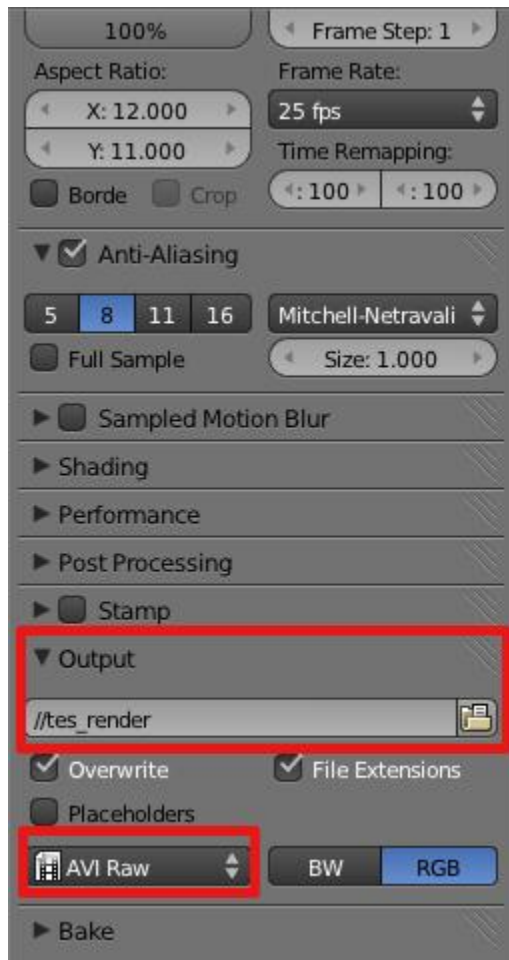 100%
Frame Step: 1
Aspect Ratio:
Frame Rate:
X: 12.000
25 fps
Y: 11.000
Time Remapping:
Borde
Crop
: 100
: 100
Anti-Aliasing
5 8 11 16
Mitchell-Netravali
Full Sample
Size: 1.000
Sampled Motion Blur
Shading
Performance
Post Processing
Stamp
Output
//tes_render
Overwrite
File Extensions
Placeholders
AVI Raw
BW RGB
Bake